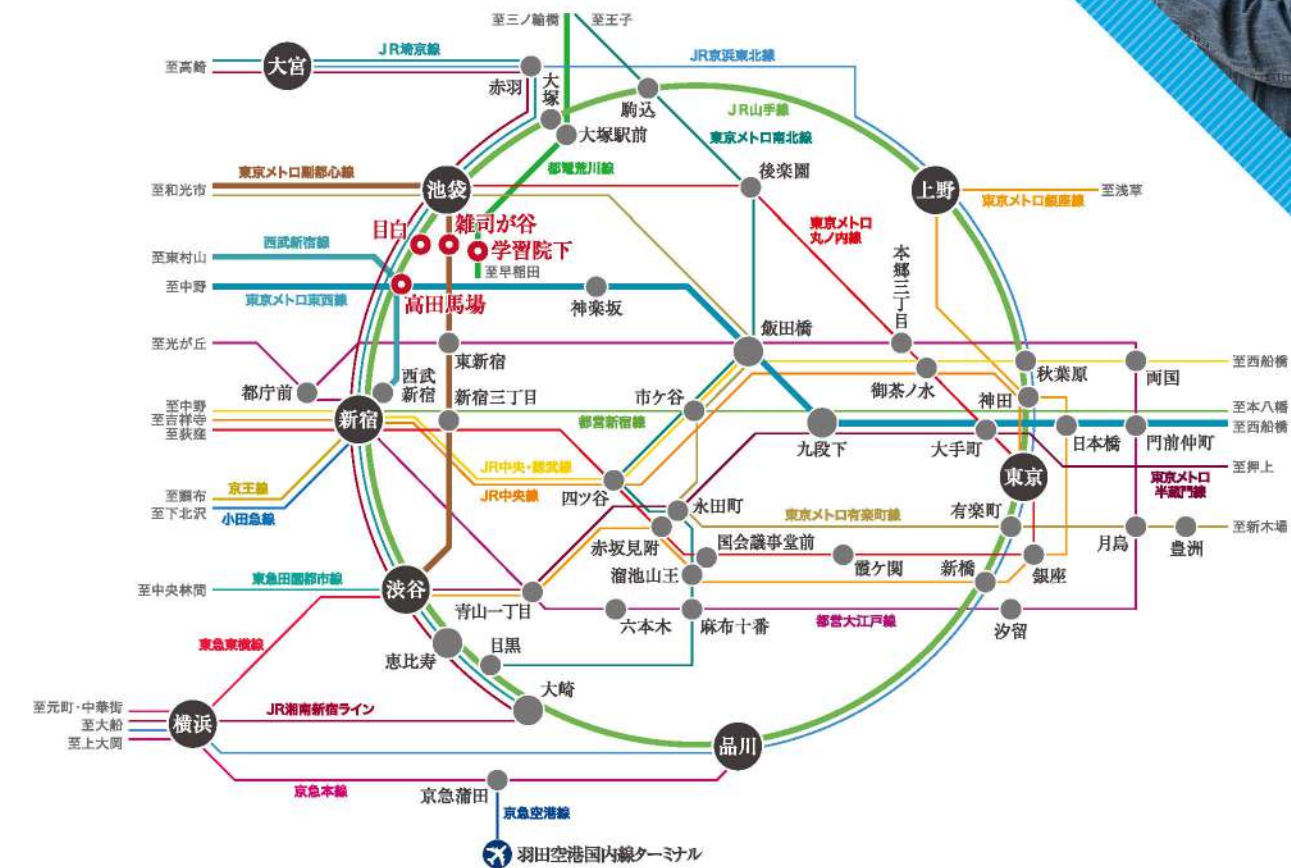 至三ノ輪橋
至王子
JR埼京線
JR京浜東北線
至高崎
大宮
赤羽
大塚
駒込
JR山手線
大塚駅前
東京メトロ南北線
東京メトロ副都心線
都電荒川線
後楽園
至和光市
池袋
上野
至浅草
東京メトロ銀座線
目白
雑司が谷
学習院下
東京メトロ
丸ノ内線
西武新宿線
至東村山
至早稲田
本郷三丁目
至中野
東京メトロ東西線
高田馬場
神楽坂
飯田橋
至光が丘
東新宿
秋葉原
両国
至西船橋
都庁前
西武
新宿
新宿三丁目
市ケ谷
御茶ノ水
神田
至中野
至吉祥寺
至荻窪
新宿
都営新宿線
至本八幡
九段下
大手町
日本橋
門前仲町
至西船橋
JR中央・総武線
JR中央線
四ツ谷
東京
至押上
東京メトロ
半蔵門線
京王線
至調布
至下北沢
小田急線
永田町
東京メトロ有楽町線
有楽町
月島
豊洲
至新木場
赤坂見附
国会議事堂前
霞ケ関
新橋
銀座
溜池山王
東急田園都市線
至中央林間
渋谷
青山一丁目
六本木
麻布十番
都営大江戸線
汐留
東急東横線
恵比寿
目黒
大崎
至元町・中華街
至大船
至上大岡
横浜
JR湘南新宿ライン
品川
京急本線
京急蒲田
京急空港線
羽田空港国内線ターミナル